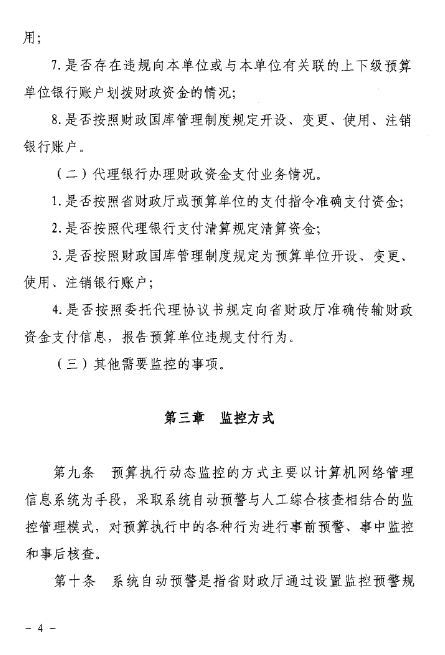 用；
7.是否存在违规向本单位或与本单位有关联的上下级预算
单位银行账户划拨财政资金的情况；
8.是否按照财政国库管理制度规定开设、变更、使用、注销
银行账户。
（二）代理银行办理财政资金支付业务情况。
1.是否按照省财政厅或预算单位的支付指令准确支付资金；
2.是否按照代理银行支付清算规定清算资金；
3.是否按照财政国库管理制度规定为预算单位开设、变更、
使用、注销银行账户；
4.是否按照委托代理协议书规定向省财政厅准确传输财政
资金支付信息，报告预算单位违规支付行为。
（三）其他需要监控的事项。
第三章　监控方式
第九条　预算执行动态监控的方式主要以计算机网络管理
信息系统为手段，采取系统自动预警与人工综合核查相结合的监
控管理模式，对预算执行中的各种行为进行事前预警、事中监控
和事后核查。
第十条　系统自动预警是指省财政厅通过设置监控预警规
－4－